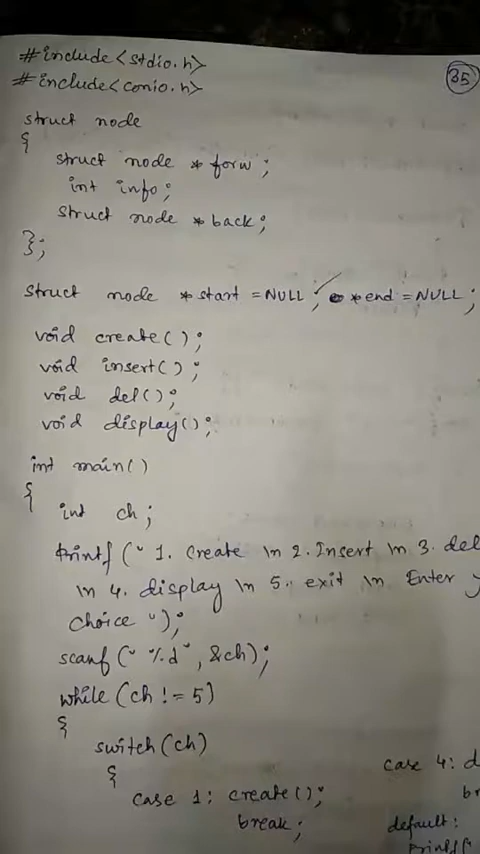 #include<stdio.h>
#include<conio.h>
35
struct node
{
struct node *forw;
int info;
struct node *back;
};
struct node *start=NULL; *end=NULL;
void create();
void insert();
void del();
void display();
int main()
{
int ch;
printf("1. Create \n 2. Insert \n 3. del
\n 4. display \n 5. exit \n Enter
choice");
scanf("%d", &ch);
while(ch != 5)
{
switch(ch)
{
case 1: create();
break;
case 4: d
br
default:
printf("